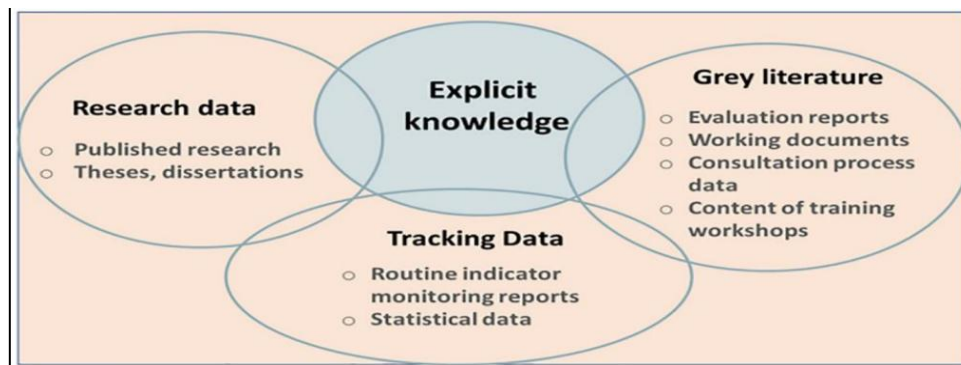 Explicit
knowledge
Research data
o Published research
o Theses, dissertations
Grey literature
o Evaluation reports
o Working documents
o Consultation process
data
o Content of training
workshops
Tracking Data
o Routine indicator
monitoring reports
o Statistical data